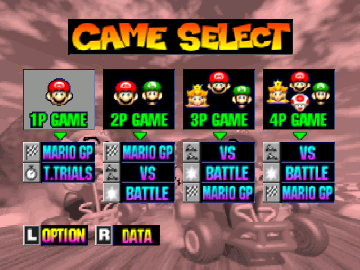 GAME SELECT
1P GAME 2P GAME 3P GAME 4P GAME
MARIO GP MARIO GP VS VS
T.TRIALS VS BATTLE BATTLE
BATTLE MARIO GP MARIO GP
L OPTION R DATA